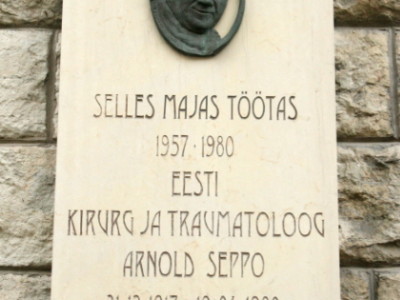 SELLES MAJAS TÖÖTAS
1957 · 1980
EESTI
KIRURG JA TRAUMATOLOOG
ARNOLD SEPPO